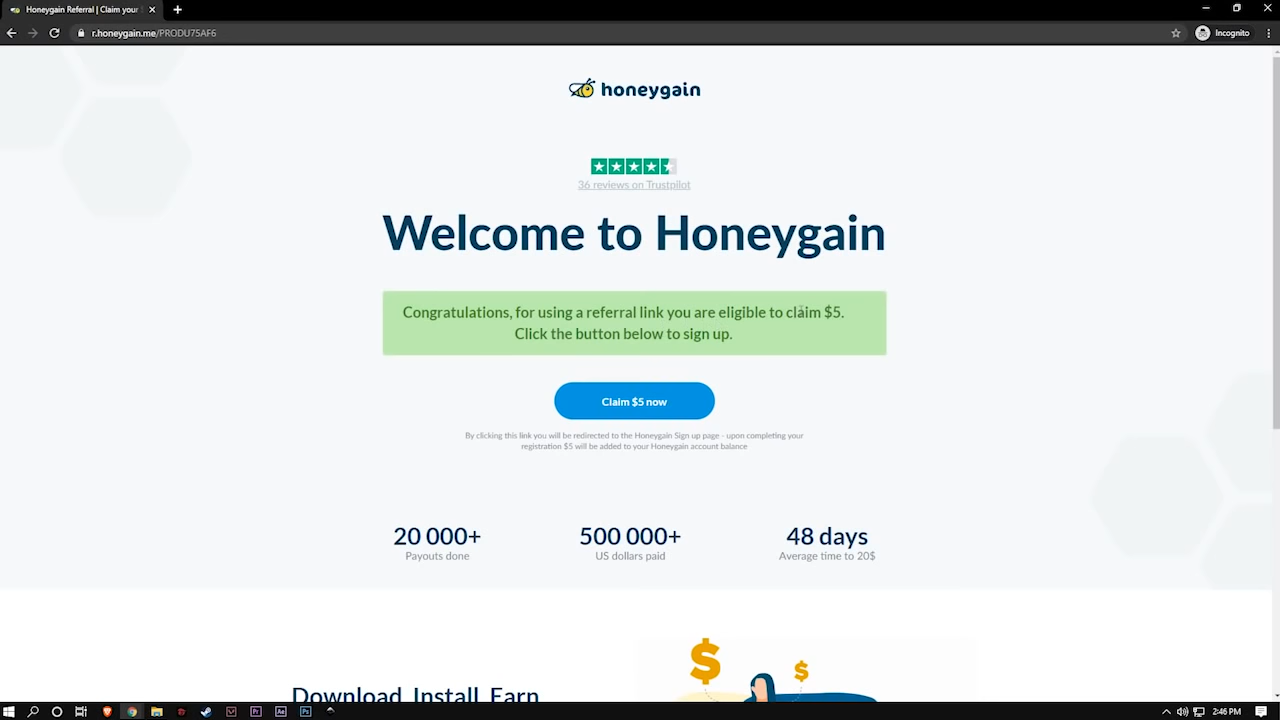 Honeygain Referral | Claim your
r.honeygain.me/PRODU75AF6
Incognito
honeygain
36 reviews on Trustpilot
Welcome to Honeygain
Congratulations, for using a referral link you are eligible to claim $5.
Click the button below to sign up.
Claim $5 now
By clicking this link you will be redirected to the Honeygain Sign up page - upon completing your
registration $5 will be added to your Honeygain account balance
20 000+ 500 000+ 48 days
Payouts done US dollars paid Average time to 20$
$ $
Download, Install, Earn
Pr Ae Ps
2:46 PM